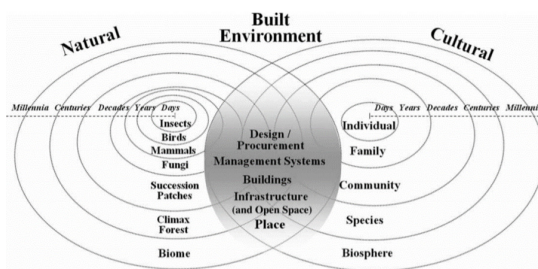 Natural
Built
Environment
Cultural
Millennia Centuries Decades Years Days
Days Years Decades Centuries Millenni
Insects
Birds
Mammals
Fungi
Succession
Patches
Climax
Forest
Biome
Design /
Procurement
Management Systems
Buildings
Infrastructure
(and Open Space)
Place
Individual
Family
Community
Species
Biosphere